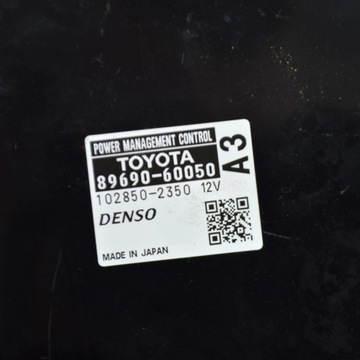 POWER MANAGEMENT CONTROL
TOYOTA
89690-60050
102850-2350 12V
A3
DENSO
MADE IN JAPAN